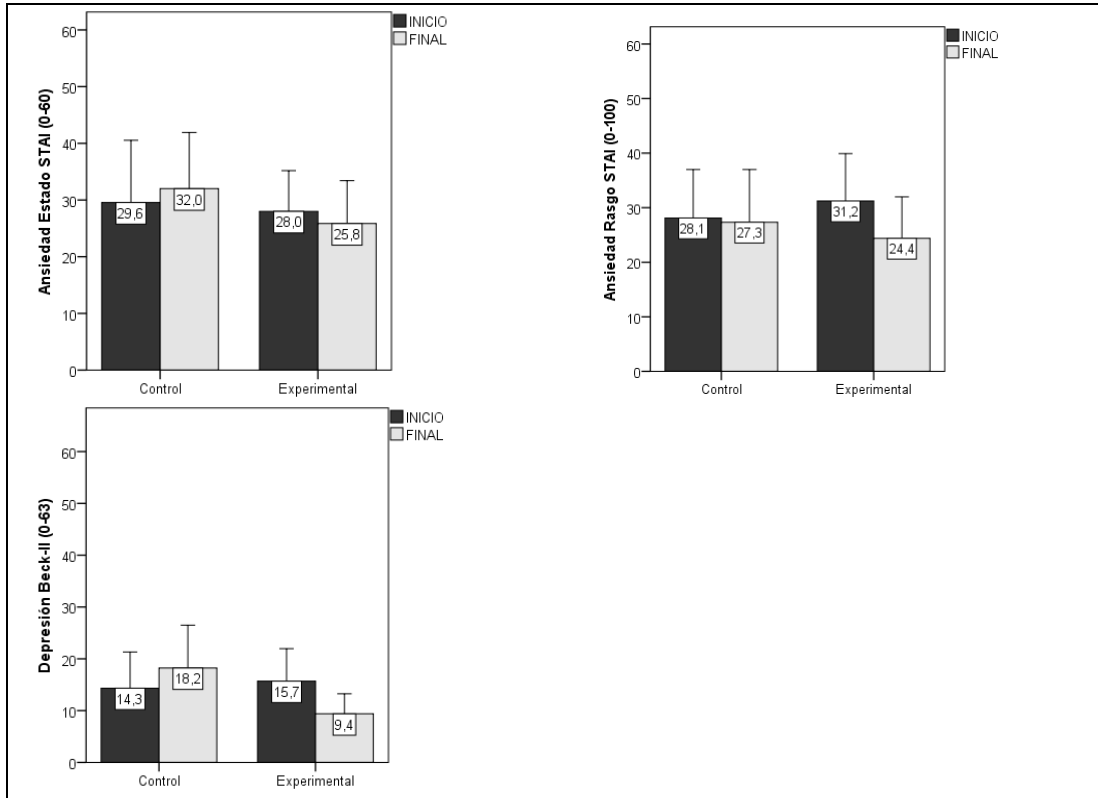 Ansiedad Estado STAI (0-60)
60
50
40
30
20
10
0
29,6
32,0
28,0
25,8
Control
Experimental
INICIO
FINAL
Ansiedad Rasgo STAI (0-100)
60
50
40
30
20
10
0
28,1
27,3
31,2
24,4
Control
Experimental
INICIO
FINAL
Depresión Beck-II (0-63)
60
50
40
30
20
10
0
14,3
18,2
15,7
9,4
Control
Experimental
INICIO
FINAL